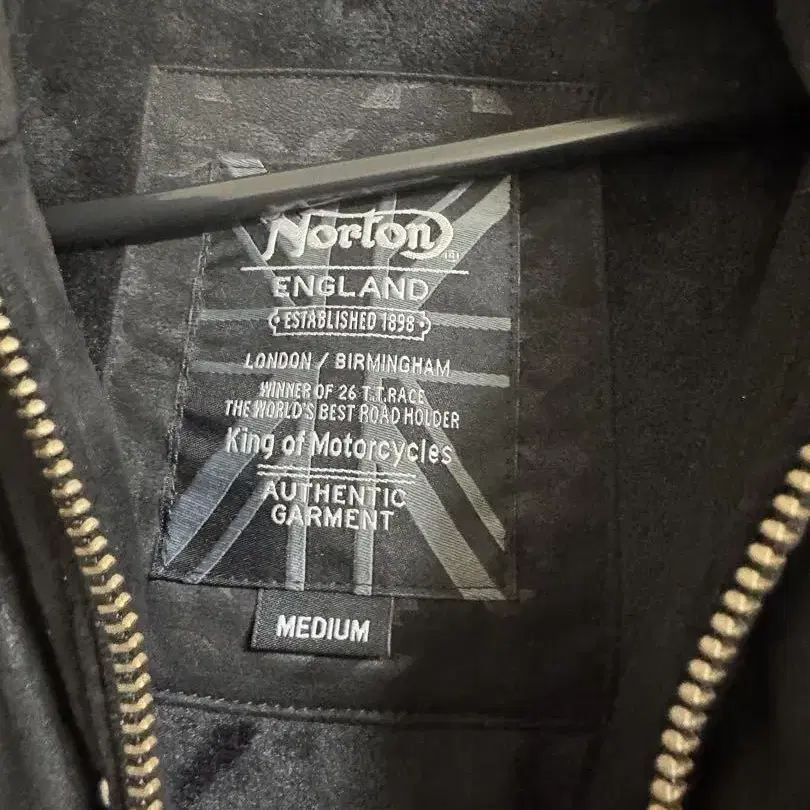 Norton
ENGLAND
ESTABLISHED 1898
LONDON / BIRMINGHAM
WINNER OF 26 T.T.RACE
THE WORLD'S BEST ROAD HOLDER
King of Motorcycles
AUTHENTIC
GARMENT
MEDIUM